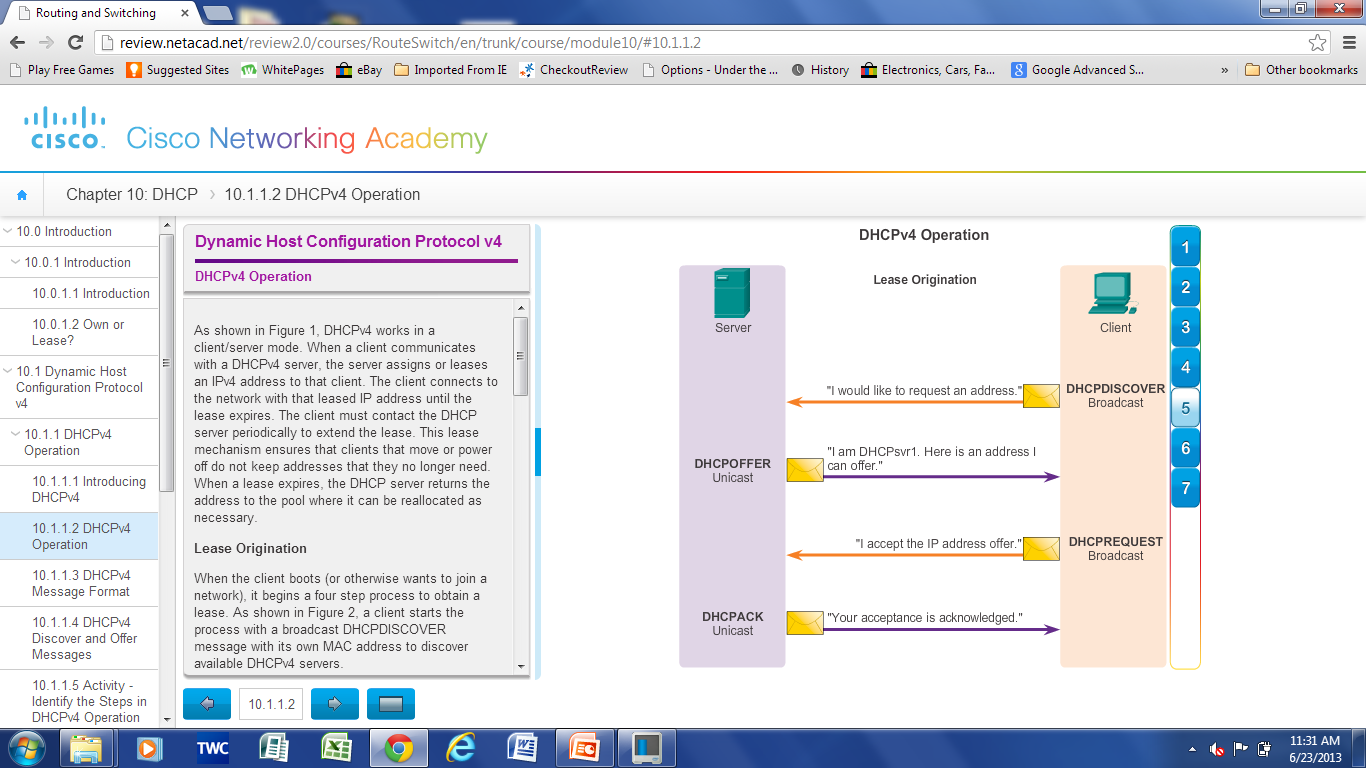 Routing and Switching
review.netacad.net/review2.0/courses/RouteSwitch/en/trunk/course/module10/#10.1.1.2
Play Free Games
Suggested Sites
WhitePages
eBay
Imported From IE
CheckoutReview
Options - Under the ...
History
Electronics, Cars, Fa...
Google Advanced S...
»
Other bookmarks
CISCO.
Cisco Networking Academy
Chapter 10: DHCP
10.1.1.2 DHCPv4 Operation
10.0 Introduction
10.0.1 Introduction
10.0.1.1 Introduction
10.0.1.2 Own or
Lease?
10.1 Dynamic Host
Configuration Protocol
v4
10.1.1 DHCPv4
Operation
10.1.1.1 Introducing
DHCPv4
10.1.1.2 DHCPv4
Operation
10.1.1.3 DHCPv4
Message Format
10.1.1.4 DHCPv4
Discover and Offer
Messages
10.1.1.5 Activity -
Identify the Steps in
DHCPv4 Operation
Dynamic Host Configuration Protocol v4
DHCPv4 Operation
As shown in Figure 1, DHCPv4 works in a
client/server mode. When a client communicates
with a DHCPv4 server, the server assigns or leases
an IPv4 address to that client. The client connects to
the network with that leased IP address until the
lease expires. The client must contact the DHCP
server periodically to extend the lease. This lease
mechanism ensures that clients that move or power
off do not keep addresses that they no longer need.
When a lease expires, the DHCP server returns the
address to the pool where it can be reallocated as
necessary.
Lease Origination
When the client boots (or otherwise wants to join a
network), it begins a four step process to obtain a
lease. As shown in Figure 2, a client starts the
process with a broadcast DHCPDISCOVER
message with its own MAC address to discover
available DHCPv4 servers.
10.1.1.2
DHCPv4 Operation
Lease Origination
Server
Client
"I would like to request an address."
DHCPDISCOVER
Broadcast
DHCPOFFER
Unicast
"I am DHCPsvr1. Here is an address I
can offer."
"I accept the IP address offer."
DHCPREQUEST
Broadcast
DHCPACK
Unicast
"Your acceptance is acknowledged."
1
2
3
4
5
6
7
TWC
11:31 AM
6/23/2013